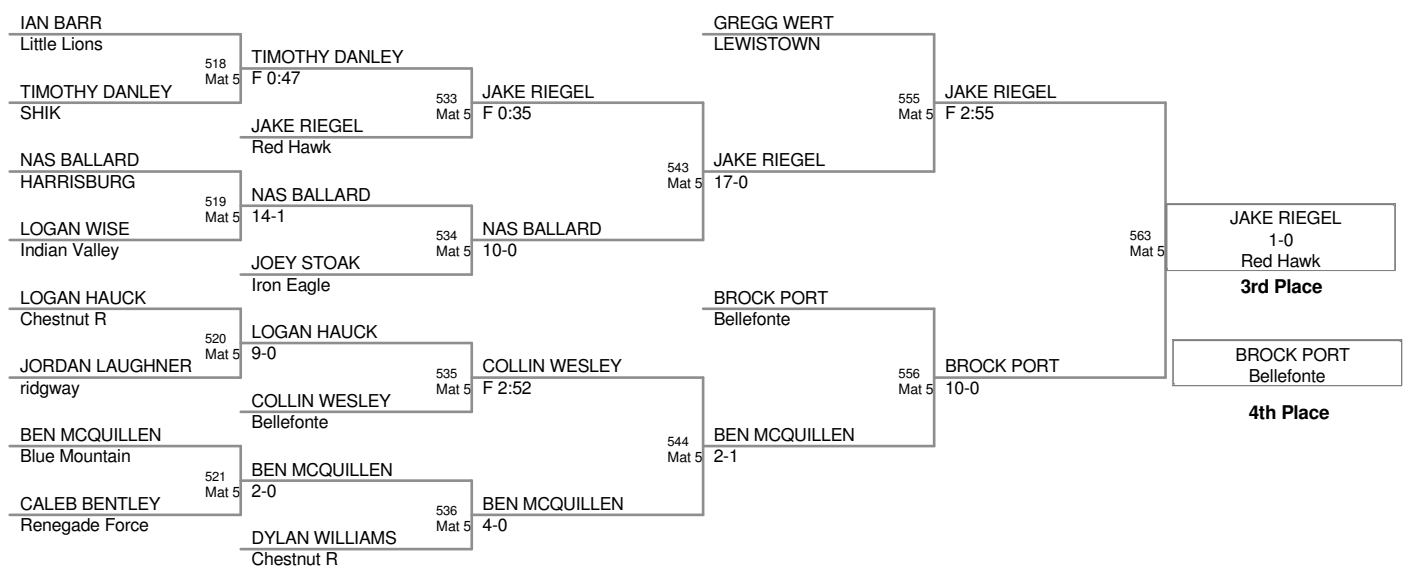 IAN BARR
Little Lions
518
Mat 5
TIMOTHY DANLEY
SHIK
NAS BALLARD
HARRISBURG
519
Mat 5
LOGAN WISE
Indian Valley
LOGAN HAUCK
Chestnut R
520
Mat 5
JORDAN LAUGHNER
ridgway
BEN MCQUILLEN
Blue Mountain
521
Mat 5
CALEB BENTLEY
Renegade Force
TIMOTHY DANLEY
F 0:47
533
Mat 5
JAKE RIEGEL
Red Hawk
NAS BALLARD
14-1
534
Mat 5
JOEY STOAK
Iron Eagle
LOGAN HAUCK
9-0
535
Mat 5
COLLIN WESLEY
Bellefonte
BEN MCQUILLEN
2-0
536
Mat 5
DYLAN WILLIAMS
Chestnut R
JAKE RIEGEL
F 0:35
543
Mat 5
NAS BALLARD
10-0
COLLIN WESLEY
F 2:52
544
Mat 5
BEN MCQUILLEN
4-0
GREGG WERT
LEWISTOWN
555
Mat 5
JAKE RIEGEL
17-0
BROCK PORT
Bellefonte
556
Mat 5
BEN MCQUILLEN
2-1
JAKE RIEGEL
F 2:55
563
Mat 5
BROCK PORT
10-0
JAKE RIEGEL
1-0
Red Hawk
3rd Place
BROCK PORT
Bellefonte
4th Place